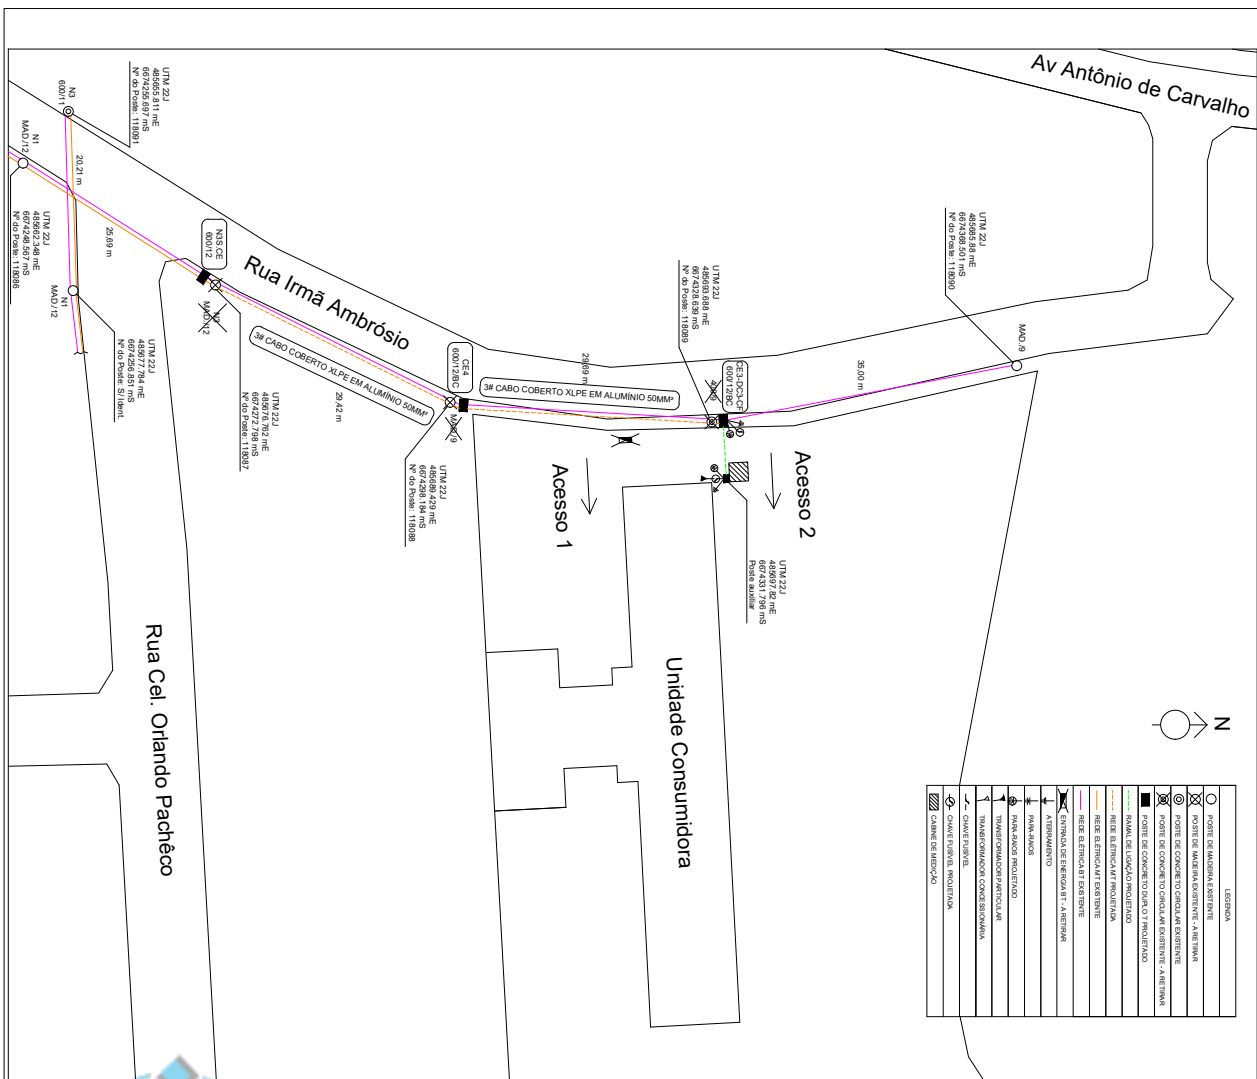 Av Antônio de Carvalho
UTM 22J
485655.811 mE
6674255.697 mS
Nº do Poste: 118091
N3
600/11
N1
MAD./12
20,21 m
UTM 22J
485662.348 mE
6674248.567 mS
Nº do Poste: 118086
25,69 m
N1
MAD./12
UTM 22J
485677.784 mE
6674256.851 mS
Nº do Poste: S/ Ident.
N3S.CE
600/12
N3
MAD./12
Rua Irmã Ambrósio
3# CABO COBERTO XLPE EM ALUMÍNIO 50MM²
29,42 m
UTM 22J
485676.762 mE
6674272.798 mS
Nº do Poste: 118087
CE4
600/12/BC
MAD./9
UTM 22J
485689.429 mE
6674298.184 mS
Nº do Poste: 118088
3# CABO COBERTO XLPE EM ALUMÍNIO 50MM²
29,69 m
UTM 22J
485693.688 mE
6674328.639 mS
Nº do Poste: 118089
CE3-DC3-CF
600/12/BC
35,00 m
UTM 22J
485685.88 mE
6674368.501 mS
Nº do Poste: 118090
MAD./9
Acesso 1
Acesso 2
UTM 22J
485697.82 mE
6674331.796 mS
Poste auxiliar
Unidade Consumidora
Rua Cel. Orlando Pachêco
N
LEGENDA
POSTE DE MADEIRA EXISTENTE
POSTE DE MADEIRA EXISTENTE - A RETIRAR
POSTE DE CONCRETO CIRCULAR EXISTENTE
POSTE DE CONCRETO CIRCULAR EXISTENTE - A RETIRAR
POSTE DE CONCRETO DUPLO T PROJETADO
RAMAL DE LIGAÇÃO PROJETADO
REDE ELÉTRICA MT PROJETADA
REDE ELÉTRICA MT EXISTENTE
REDE ELÉTRICA BT EXISTENTE
ENTRADA DE ENERGIA BT - A RETIRAR
ATERRAMENTO
PARA-RAIOS
PARA-RAIOS PROJETADO
TRANSFORMADOR PARTICULAR
TRANSFORMADOR CONCESSIONÁRIA
CHAVE FUSÍVEL
CHAVE FUSÍVEL PROJETADA
CABINE DE MEDIÇÃO